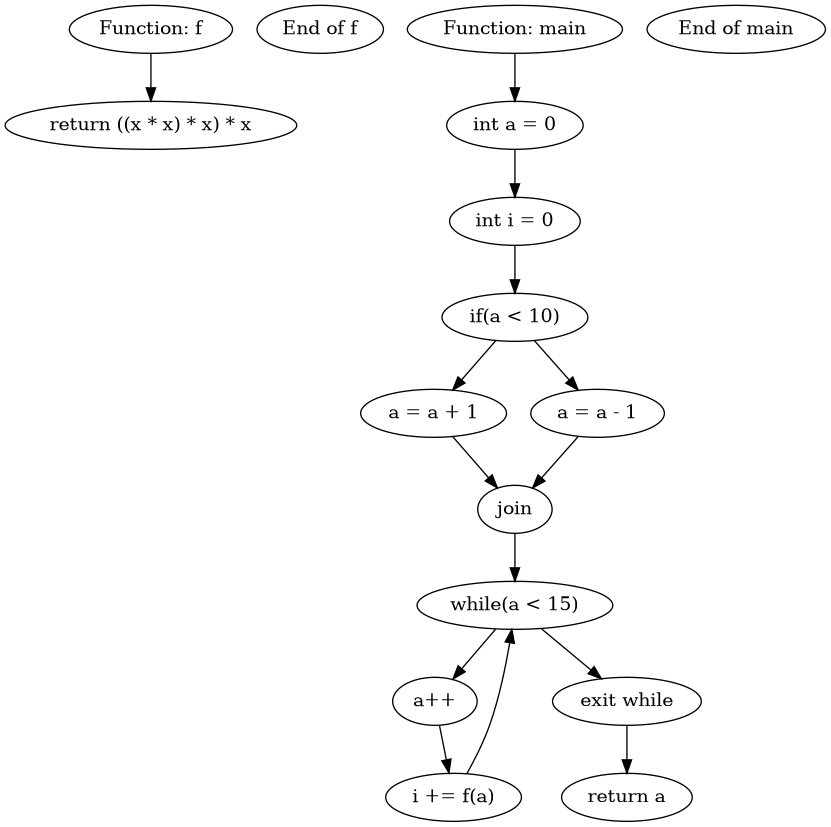 Function: f
End of f
Function: main
End of main
return ((x * x) * x) * x
int a = 0
int i = 0
if(a < 10)
a = a + 1
a = a - 1
join
while(a < 15)
a++
exit while
i += f(a)
return a